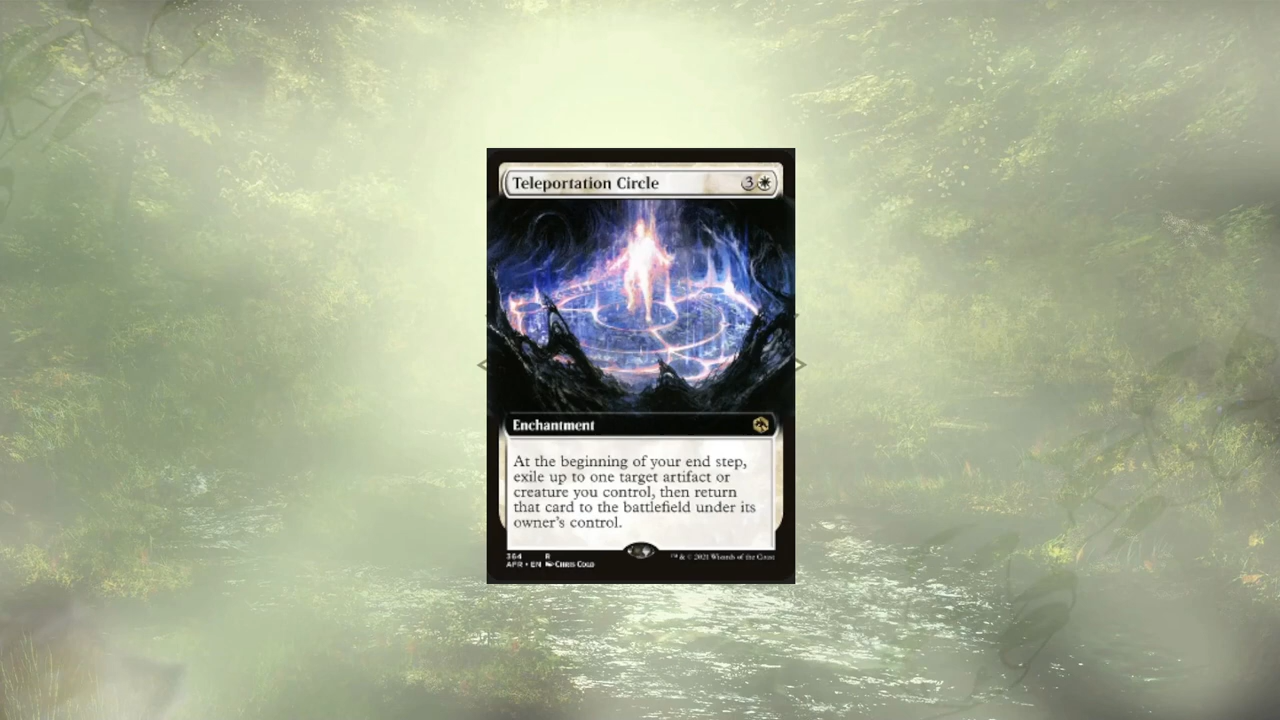 Teleportation Circle 3
Enchantment
At the beginning of your end step,
exile up to one target artifact or
creature you control, then return
that card to the battlefield under its
owner's control.
364 R
AFR • EN Chris Cold
™ & © 2021 Wizards of the Coast